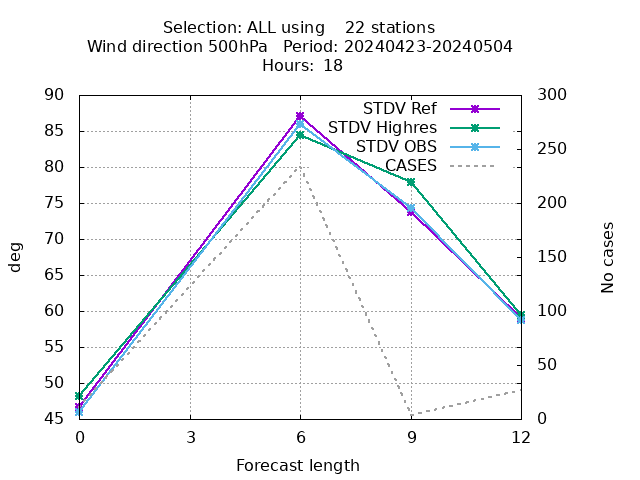 Selection: ALL using    22 stations
Wind direction 500hPa   Period: 20240423-20240504
Hours: 18
90
85
80
75
70
65
60
55
50
45
300
250
200
150
100
50
0
STDV Ref
STDV Highres
STDV OBS
CASES
deg
No cases
0 3 6 9 12
Forecast length